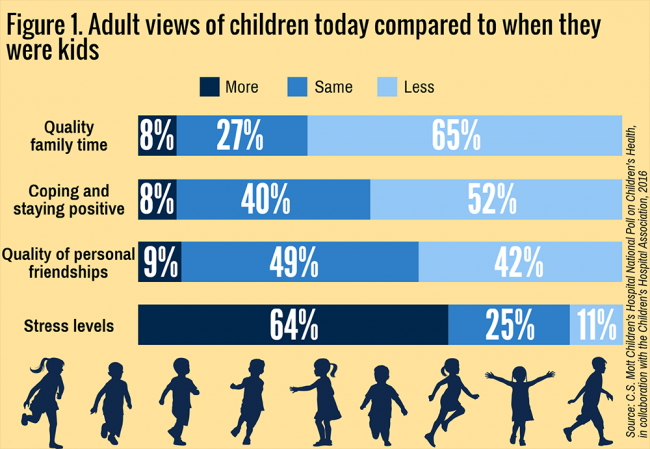 Figure 1. Adult views of children today compared to when they
were kids
More Same Less
Quality
family time
8% 27% 65%
Coping and
staying positive
8% 40% 52%
Quality of personal
friendships
9% 49% 42%
Stress levels
64% 25% 11%
Source: C.S. Mott Children's Hospital National Poll on Children's Health,
in collaboration with the Children's Hospital Association, 2016